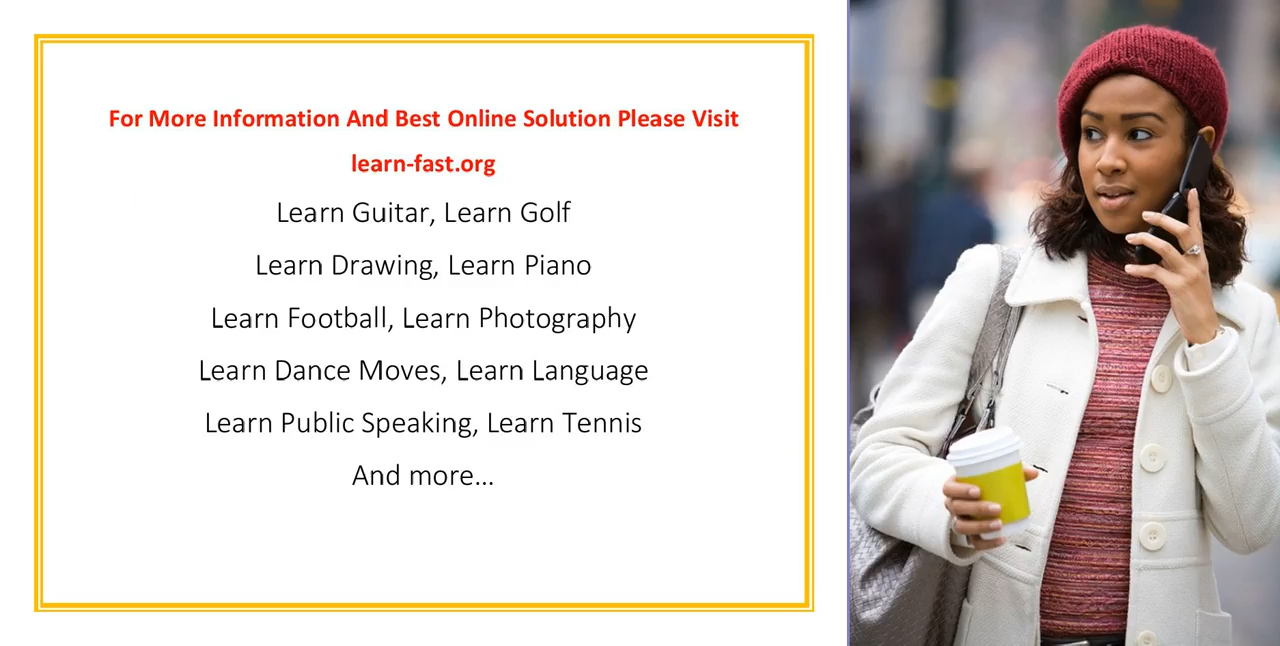 For More Information And Best Online Solution Please Visit
learn-fast.org
Learn Guitar, Learn Golf
Learn Drawing, Learn Piano
Learn Football, Learn Photography
Learn Dance Moves, Learn Language
Learn Public Speaking, Learn Tennis
And more…